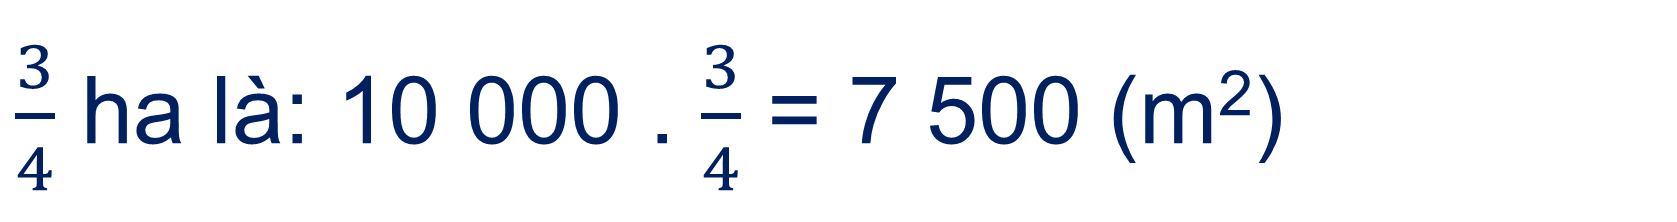 3/4 ha là: 10 000 . 3/4 = 7 500 (m²)